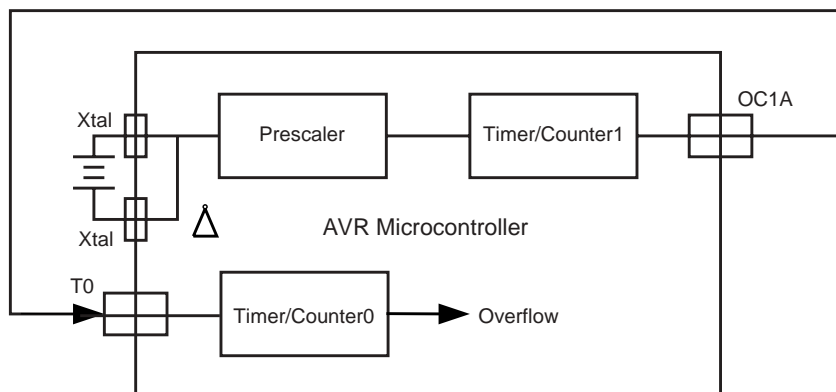 OC1A
Xtal
Prescaler
Timer/Counter1
AVR Microcontroller
Xtal
T0
Timer/Counter0
Overflow